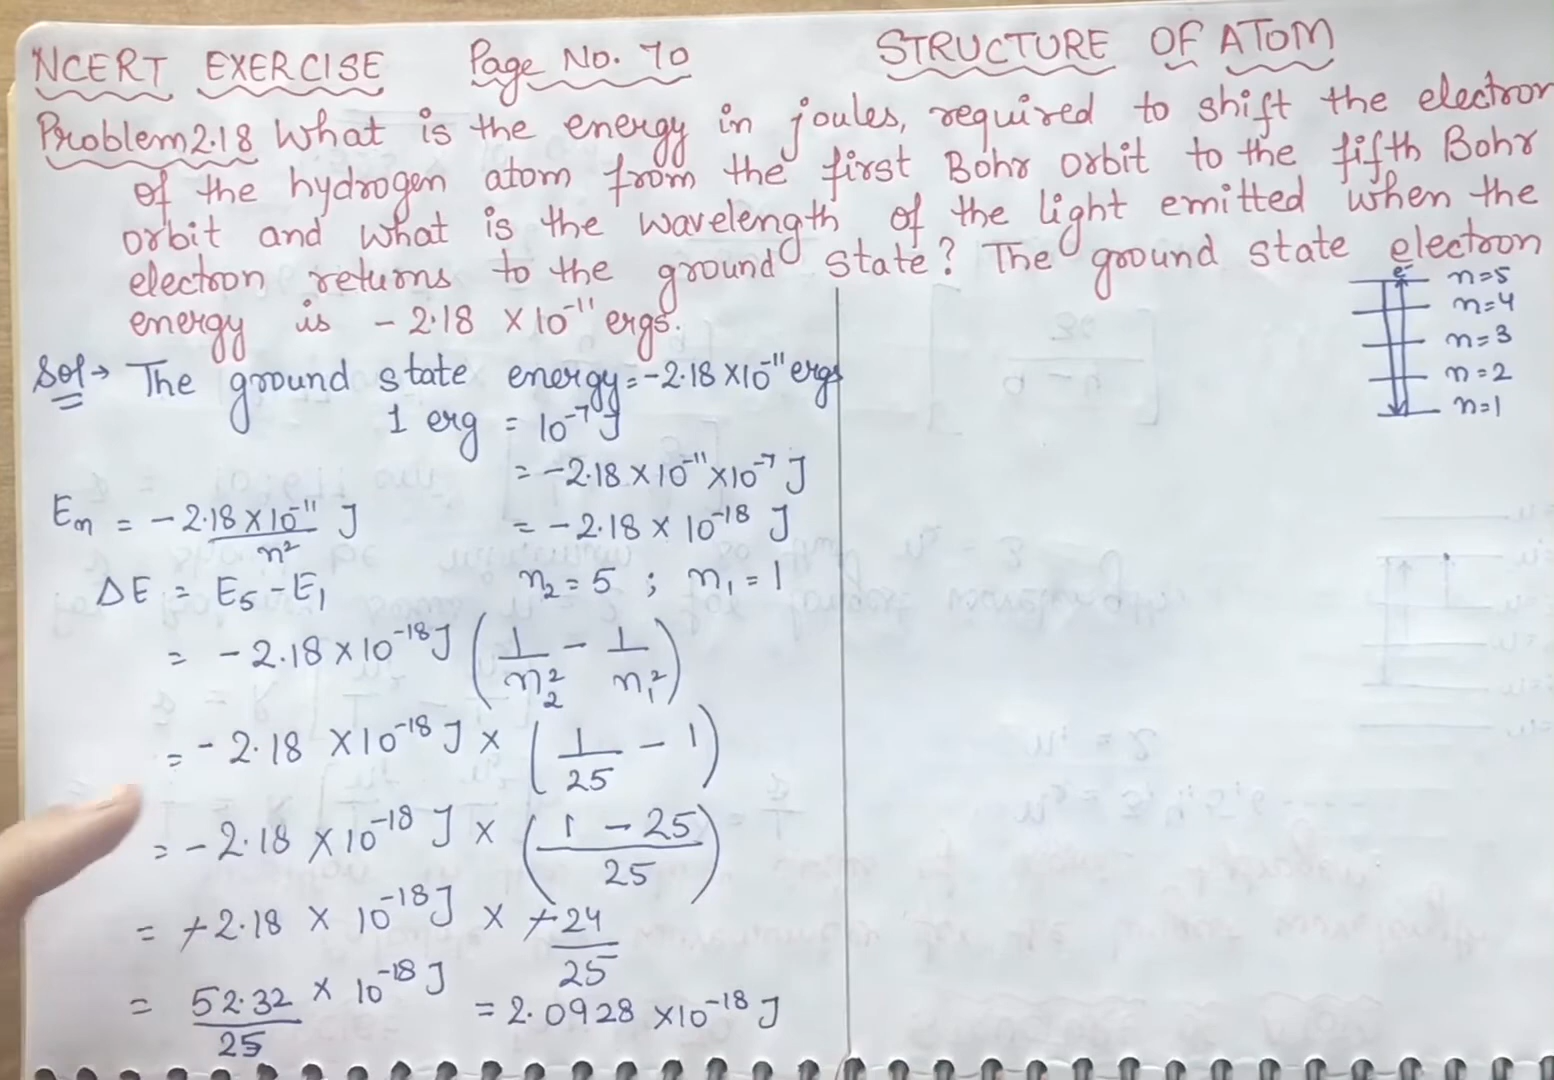 NCERT EXERCISE Page No. 70 STRUCTURE OF ATOM
Problem 2.18 What is the energy in joules, required to shift the electron
of the hydrogen atom from the first Bohr orbit to the fifth Bohr
orbit and what is the wavelength of the light emitted when the
electron returns to the ground state? The ground state electron
energy is - 2.18 × 10⁻¹¹ ergs.
e⁻ n=5
n=4
n=3
n=2
n=1
Sol → The ground state energy = -2.18 ×10⁻¹¹ ergs
1 erg = 10⁻⁷ J
= -2.18 × 10⁻¹¹ ×10⁻⁷ J
Eₙ = -2.18 × 10⁻¹¹/n² J = -2.18 × 10⁻¹⁸ J
ΔE = E₅ - E₁ n₂ = 5 ; n₁ = 1
= -2.18 × 10⁻¹⁸ J (1/n₂² - 1/n₁²)
= -2.18 ×10⁻¹⁸ J × (1/25 - 1)
= -2.18 ×10⁻¹⁸ J × (1 - 25/25)
= +2.18 × 10⁻¹⁸ J × +24/25
= 52.32/25 × 10⁻¹⁸ J = 2.0928 ×10⁻¹⁸ J